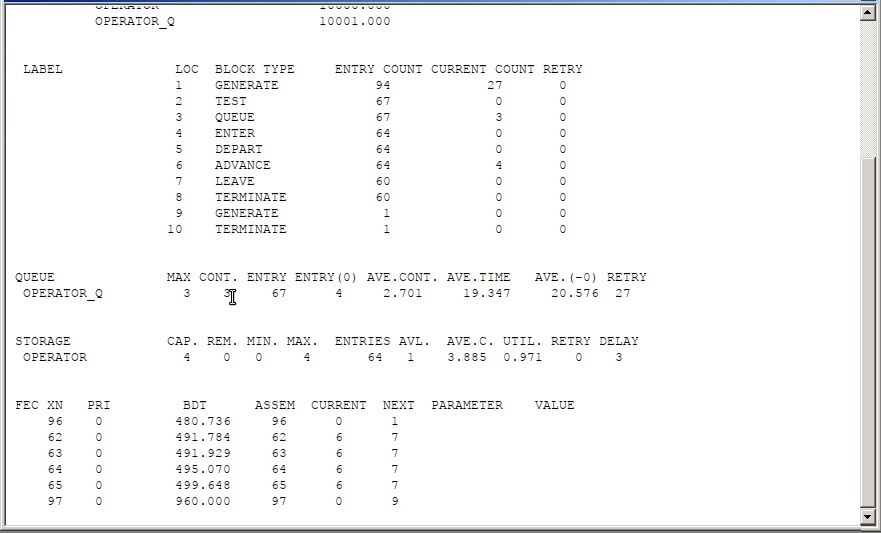 OPERATOR 10000.000
OPERATOR_Q 10001.000
LABEL LOC BLOCK TYPE ENTRY COUNT CURRENT COUNT RETRY
1 GENERATE 94 27 0
2 TEST 67 0 0
3 QUEUE 67 3 0
4 ENTER 64 0 0
5 DEPART 64 0 0
6 ADVANCE 64 4 0
7 LEAVE 60 0 0
8 TERMINATE 60 0 0
9 GENERATE 1 0 0
10 TERMINATE 1 0 0
QUEUE MAX CONT. ENTRY ENTRY(0) AVE.CONT. AVE.TIME AVE.(-0) RETRY
OPERATOR_Q 3 3 67 4 2.701 19.347 20.576 27
STORAGE CAP. REM. MIN. MAX. ENTRIES AVL. AVE.C. UTIL. RETRY DELAY
OPERATOR 4 0 0 4 64 1 3.885 0.971 0 3
FEC XN PRI BDT ASSEM CURRENT NEXT PARAMETER VALUE
96 0 480.736 96 0 1
62 0 491.784 62 6 7
63 0 491.929 63 6 7
64 0 495.070 64 6 7
65 0 499.648 65 6 7
97 0 960.000 97 0 9